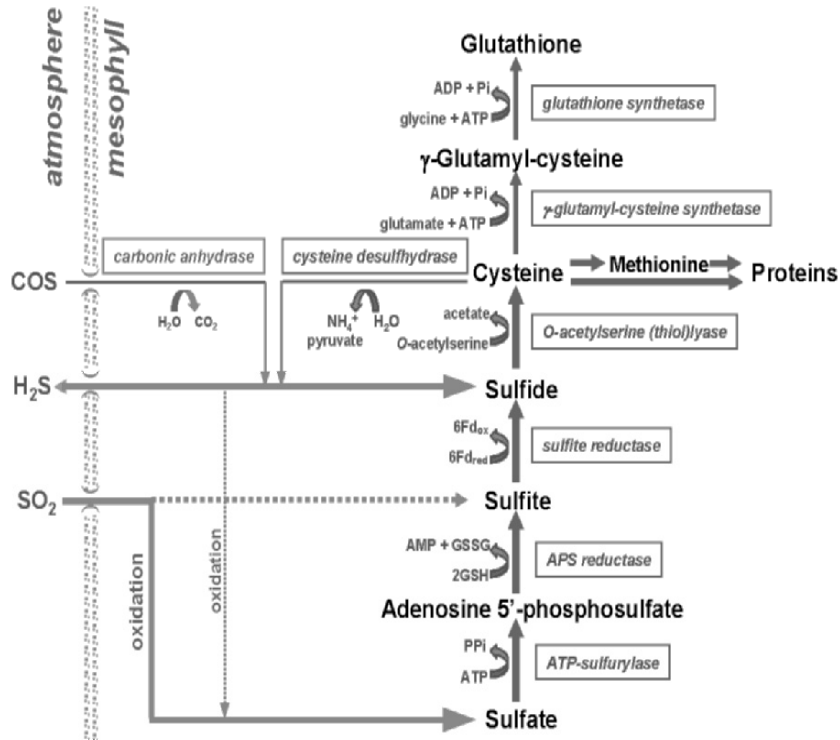 atmosphere
mesophyll
Glutathione
ADP + Pi
glycine + ATP
glutathione synthetase
γ-Glutamyl-cysteine
ADP + Pi
glutamate + ATP
γ-glutamyl-cysteine synthetase
carbonic anhydrase
cysteine desulfhydrase
COS
Cysteine
Methionine
Proteins
H₂O CO₂
NH₄⁺ H₂O
pyruvate
acetate
O-acetylserine
O-acetylserine (thiol)lyase
H₂S
Sulfide
6Fdox
6Fdred
sulfite reductase
SO₂
Sulfite
oxidation
oxidation
AMP + GSSG
2GSH
APS reductase
Adenosine 5'-phosphosulfate
PPi
ATP
ATP-sulfurylase
Sulfate